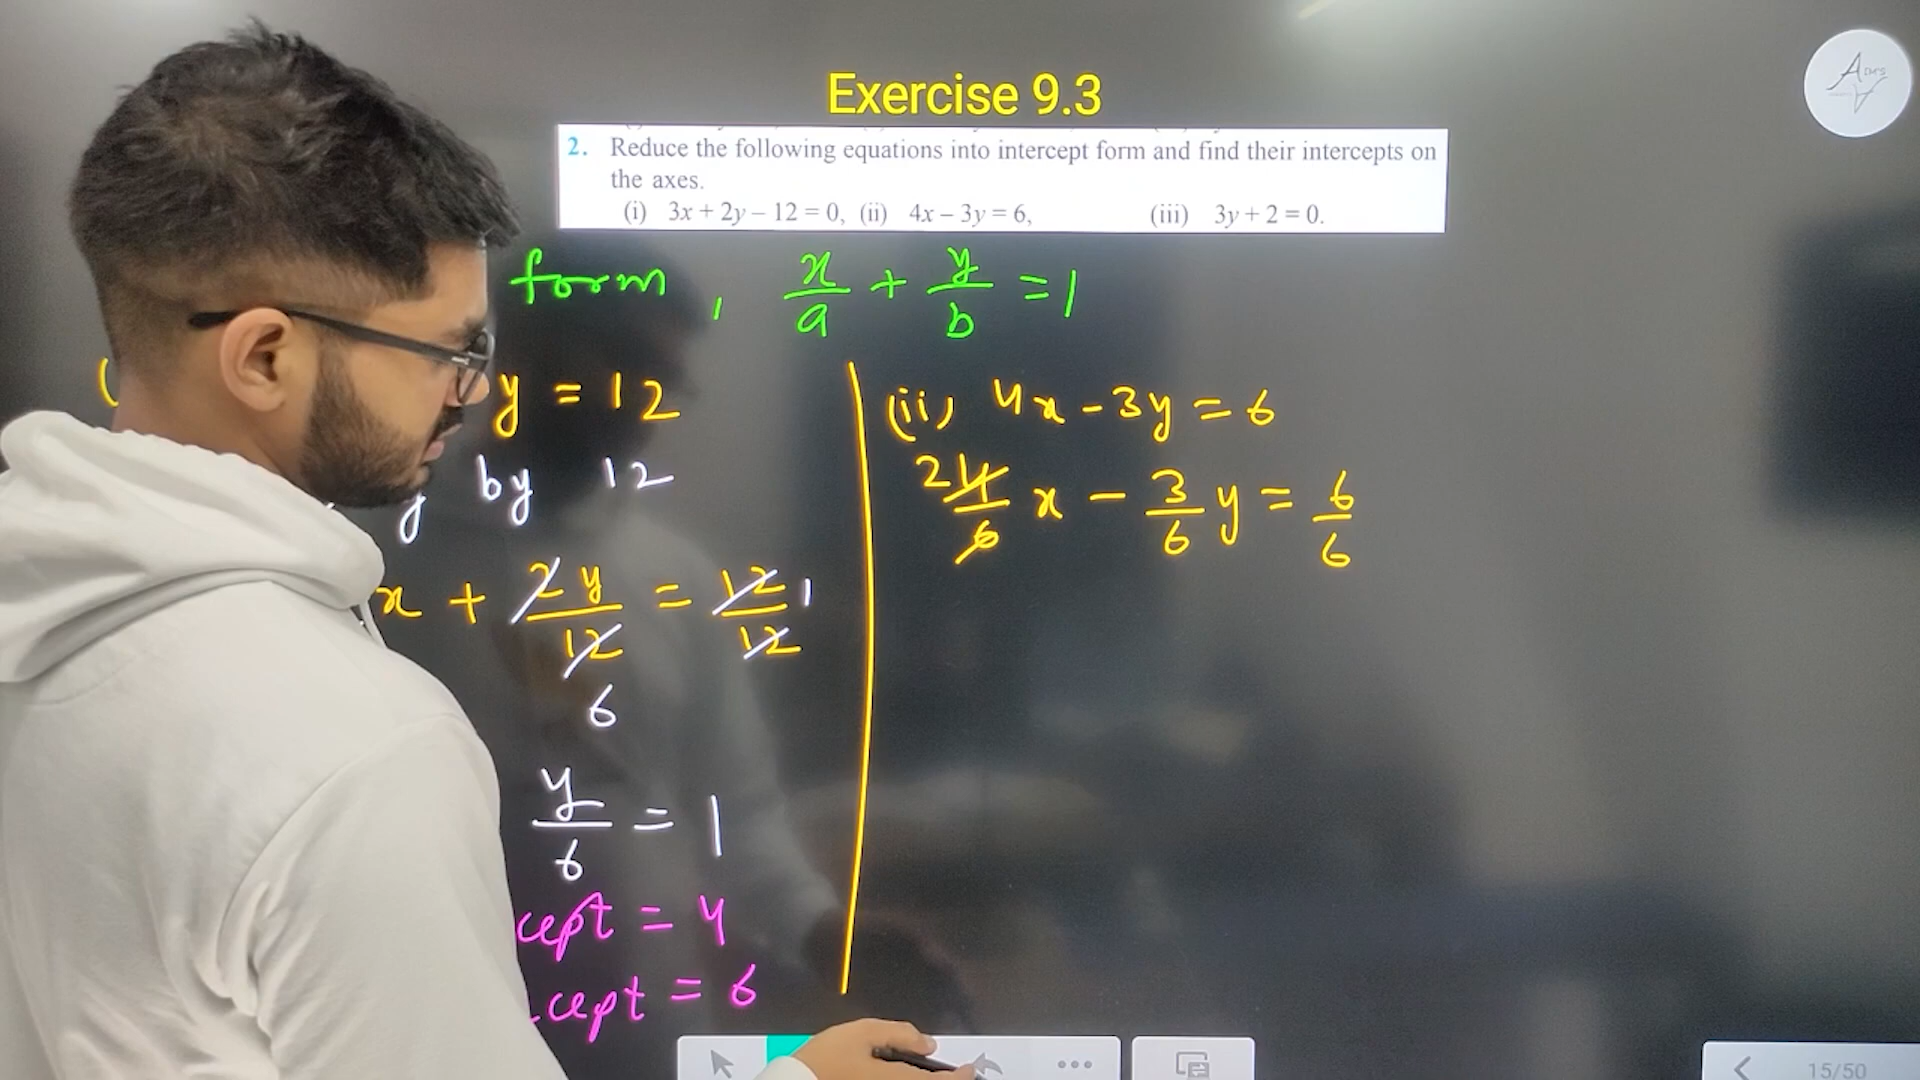 Exercise 9.3
2. Reduce the following equations into intercept form and find their intercepts on
the axes.
(i) 3x + 2y – 12 = 0, (ii) 4x – 3y = 6, (iii) 3y + 2 = 0.
form, x/a + y/b = 1
y = 12
by 12
x + 2y/12 = 12/12 1
6
y/6 = 1
cept = 4
cept = 6
(ii) 4x - 3y = 6
2 4/6 x - 3/6 y = 6/6
15/50